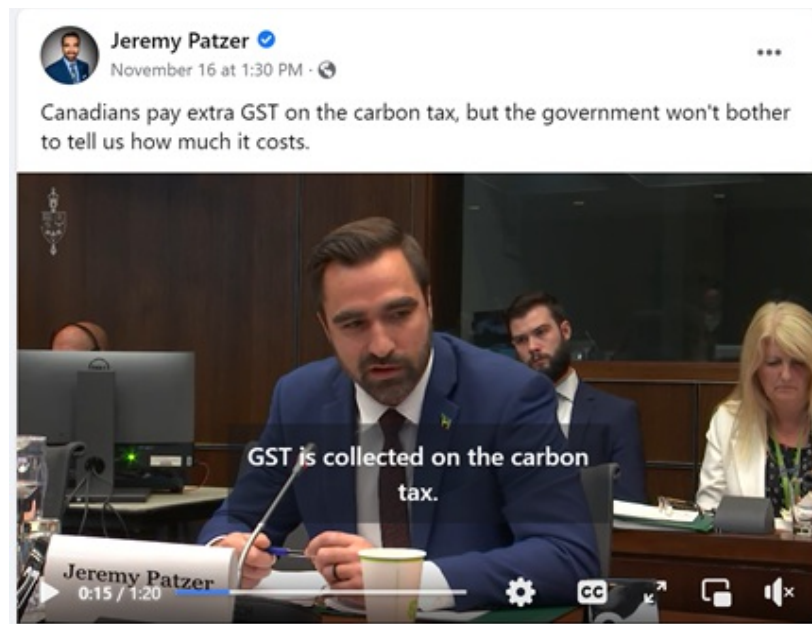 Jeremy Patzer
November 16 at 1:30 PM ·
Canadians pay extra GST on the carbon tax, but the government won't bother
to tell us how much it costs.
GST is collected on the carbon
tax.
Jeremy Patzer
0:15 / 1:20
CC